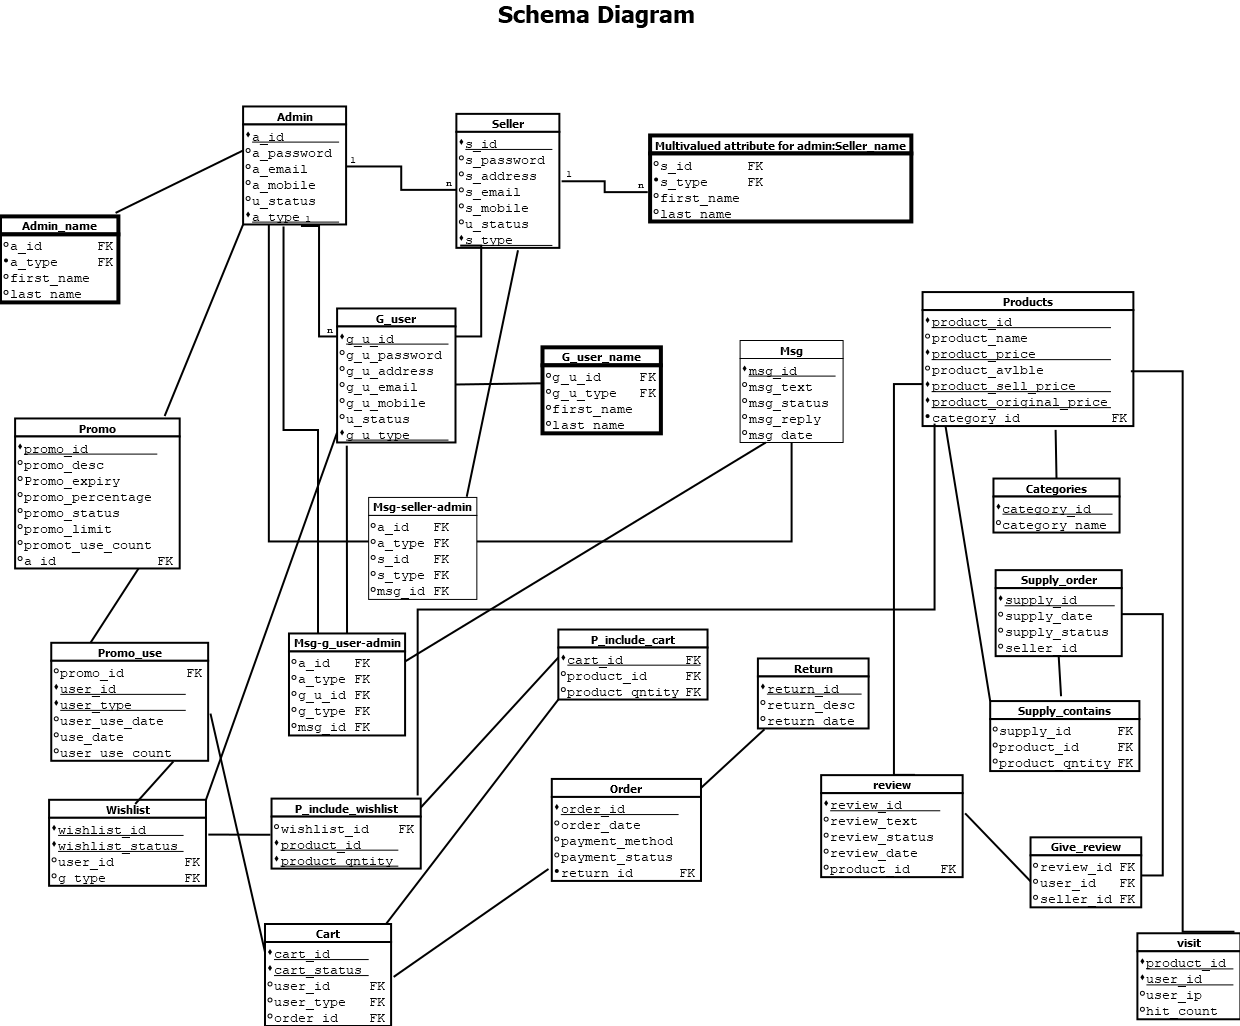 Schema Diagram
Admin
a_id
a_password
a_email
a_mobile
u_status
a_type
1
1
n
Seller
s_id
s_password
s_address
s_email
s_mobile
u_status
s_type
1
n
Multivalued attribute for admin:Seller_name
s_id FK
s_type FK
first_name
last_name
Admin_name
a_id FK
a_type FK
first_name
last_name
n
G_user
g_u_id
g_u_password
g_u_address
g_u_email
g_u_mobile
u_status
g_u_type
G_user_name
g_u_id FK
g_u_type FK
first_name
last_name
Msg
msg_id
msg_text
msg_status
msg_reply
msg_date
Products
product_id
product_name
product_price
product_avlble
product_sell_price
product_original_price
category_id FK
Promo
promo_id
promo_desc
Promo_expiry
promo_percentage
promo_status
promo_limit
promot_use_count
a_id FK
Msg-seller-admin
a_id FK
a_type FK
s_id FK
s_type FK
msg_id FK
Categories
category_id
category_name
Supply_order
supply_id
supply_date
supply_status
seller_id
Promo_use
promo_id FK
user_id
user_type
user_use_date
use_date
user_use_count
Msg-g_user-admin
a_id FK
a_type FK
g_u_id FK
g_type FK
msg_id FK
P_include_cart
cart_id FK
product_id FK
product_qntity FK
Return
return_id
return_desc
return_date
Supply_contains
supply_id FK
product_id FK
product_qntity FK
Wishlist
wishlist_id
wishlist_status
user_id FK
g_type FK
P_include_wishlist
wishlist_id FK
product_id
product_qntity
Order
order_id
order_date
payment_method
payment_status
return_id FK
review
review_id
review_text
review_status
review_date
product_id FK
Give_review
review_id FK
user_id FK
seller_id FK
Cart
cart_id
cart_status
user_id FK
user_type FK
order_id FK
visit
product_id
user_id
user_ip
hit_count